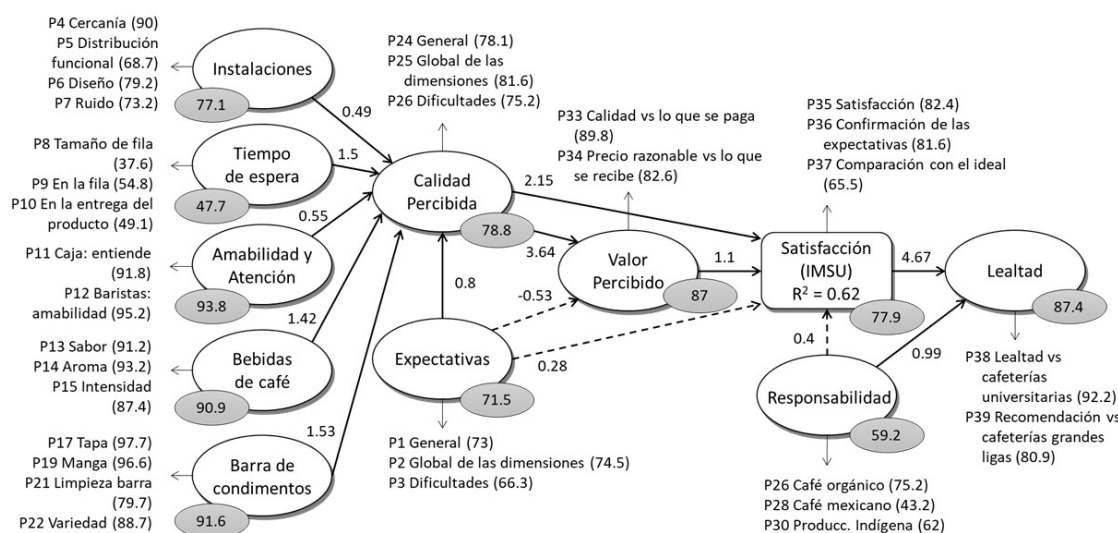 P4 Cercanía (90)
P5 Distribución
funcional (68.7)
P6 Diseño (79.2)
P7 Ruido (73.2)
Instalaciones
77.1
0.49
P8 Tamaño de fila
(37.6)
P9 En la fila (54.8)
P10 En la entrega del
producto (49.1)
Tiempo
de espera
47.7
1.5
P11 Caja: entiende
(91.8)
P12 Baristas:
amabilidad (95.2)
Amabilidad y
Atención
93.8
0.55
P13 Sabor (91.2)
P14 Aroma (93.2)
P15 Intensidad
(87.4)
Bebidas
de café
90.9
1.42
P17 Tapa (97.7)
P19 Manga (96.6)
P21 Limpieza barra
(79.7)
P22 Variedad (88.7)
Barra de
condimentos
91.6
1.53
P24 General (78.1)
P25 Global de las
dimensiones (81.6)
P26 Dificultades (75.2)
Calidad
Percibida
78.8
2.15
3.64
0.8
-0.53
0.28
Expectativas
71.5
P1 General (73)
P2 Global de las dimensiones (74.5)
P3 Dificultades (66.3)
P33 Calidad vs lo que se paga
(89.8)
P34 Precio razonable vs lo que
se recibe (82.6)
Valor
Percibido
87
1.1
P35 Satisfacción (82.4)
P36 Confirmación de las
expectativas (81.6)
P37 Comparación con el ideal
(65.5)
Satisfacción
(IMSU)
R² = 0.62
77.9
4.67
0.4
0.99
Responsabilidad
59.2
P26 Café orgánico (75.2)
P28 Café mexicano (43.2)
P30 Producc. Indígena (62)
Lealtad
87.4
P38 Lealtad vs
cafeterías
universitarias (92.2)
P39 Recomendación vs
cafeterías grandes
ligas (80.9)